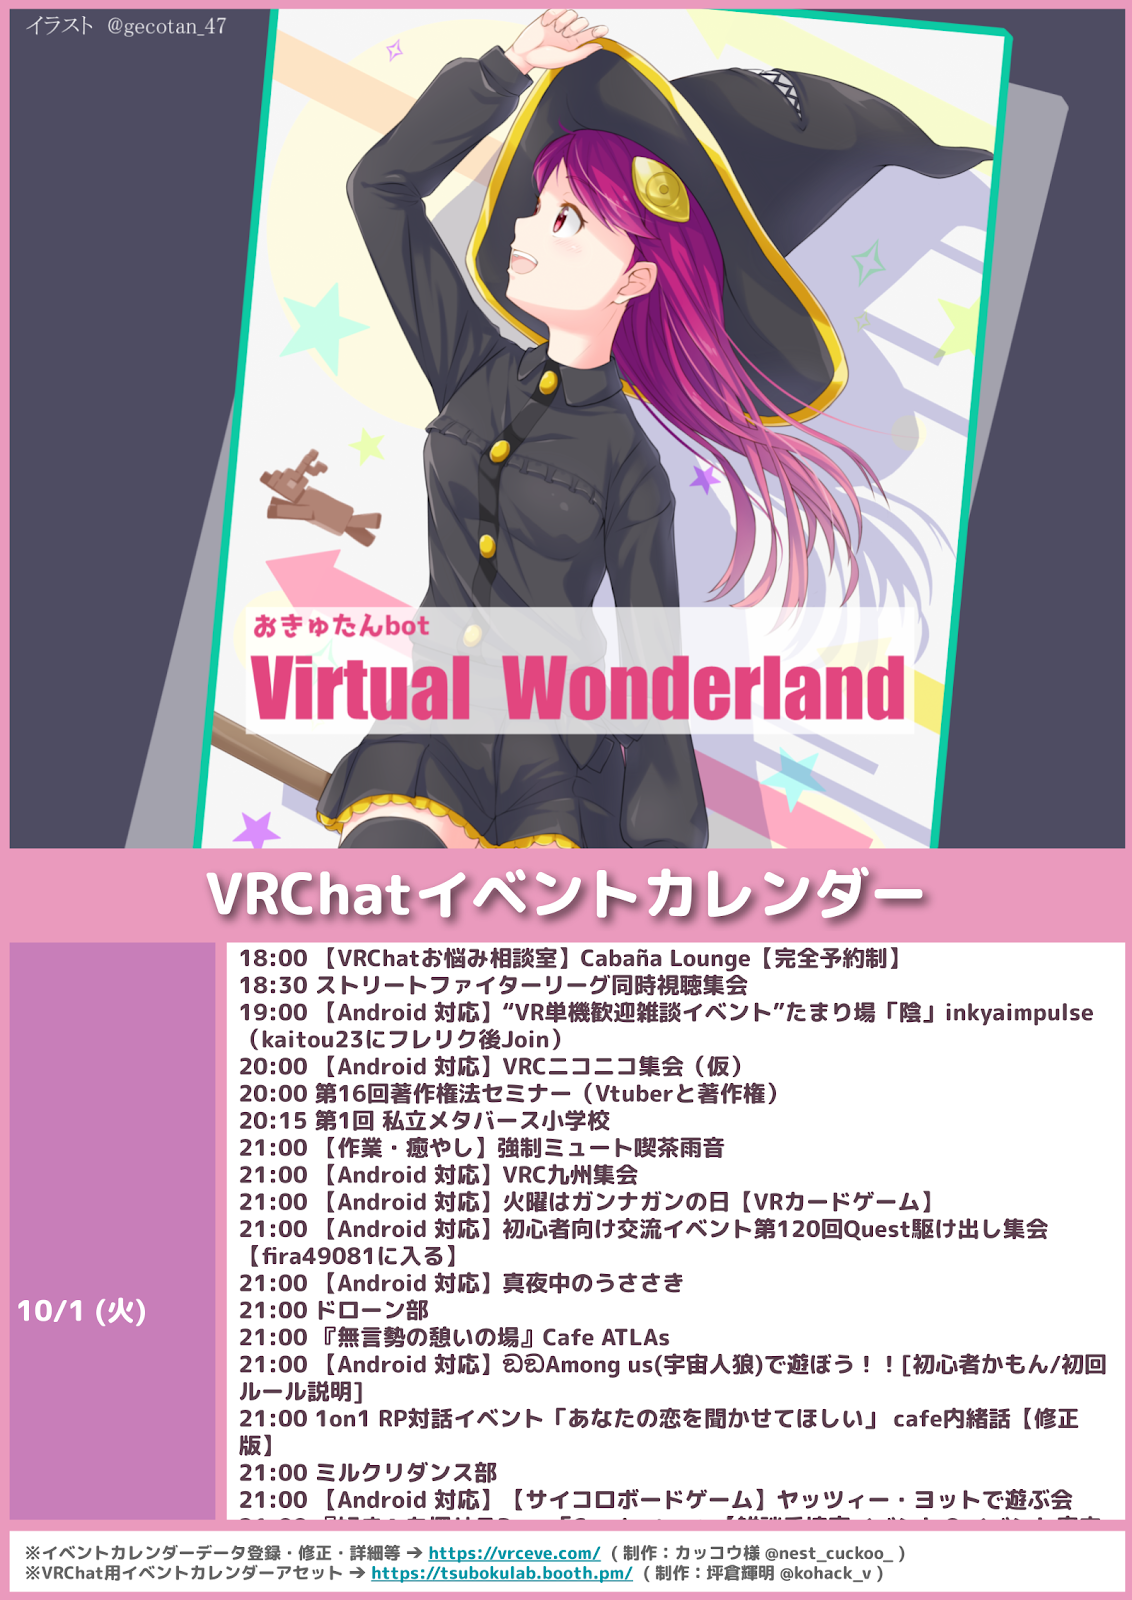 イラスト @gecotan_47
おきゅたんbot
Virtual Wonderland
VRChatイベントカレンダー
10/1 (火)
18:00 【VRChatお悩み相談室】Cabaña Lounge【完全予約制】
18:30 ストリートファイターリーグ同時視聴集会
19:00 【Android 対応】“VR単機歓迎雑談イベント”たまり場「陰」inkyaimpulse
（kaitou23にフレリク後Join）
20:00 【Android 対応】VRCニコニコ集会（仮）
20:00 第16回著作権法セミナー（Vtuberと著作権）
20:15 第1回 私立メタバース小学校
21:00 【作業・癒やし】強制ミュート喫茶雨音
21:00 【Android 対応】VRC九州集会
21:00 【Android 対応】火曜はガンナガンの日【VRカードゲーム】
21:00 【Android 対応】初心者向け交流イベント第120回Quest駆け出し集会
【fira49081に入る】
21:00 【Android 対応】真夜中のうささき
21:00 ドローン部
21:00 『無言勢の憩いの場』Cafe ATLAs
21:00 【Android 対応】ඞඞAmong us(宇宙人狼)で遊ぼう！！[初心者かもん/初回
ルール説明]
21:00 1on1 RP対話イベント「あなたの恋を聞かせてほしい」 cafe内緒話【修正
版】
21:00 ミルクリダンス部
21:00 【Android 対応】【サイコロボードゲーム】ヤッツィー・ヨットで遊ぶ会
※イベントカレンダーデータ登録・修正・詳細等 ➔ https://vrceve.com/ ( 制作：カッコウ様 @nest_cuckoo_ )
※VRChat用イベントカレンダーアセット ➔ https://tsubokulab.booth.pm/ ( 制作：坪倉輝明 @kohack_v )